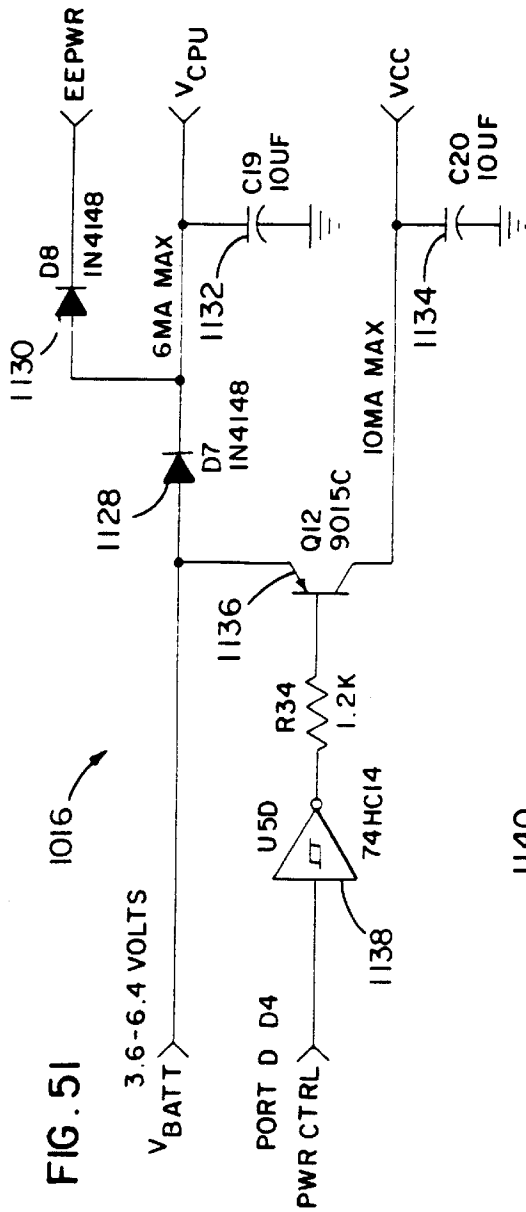 FIG. 51
1016
VBATT
3.6-6.4 VOLTS
PORT D D4
PWR CTRL
U5D
74HC14
1138
R34
1.2K
1136
Q12
9015C
1128
D7
1N4148
1130
D8
1N4148
EEPWR
6MA MAX
VCPU
1132
C19
10UF
10MA MAX
VCC
1134
C20
10UF
1140